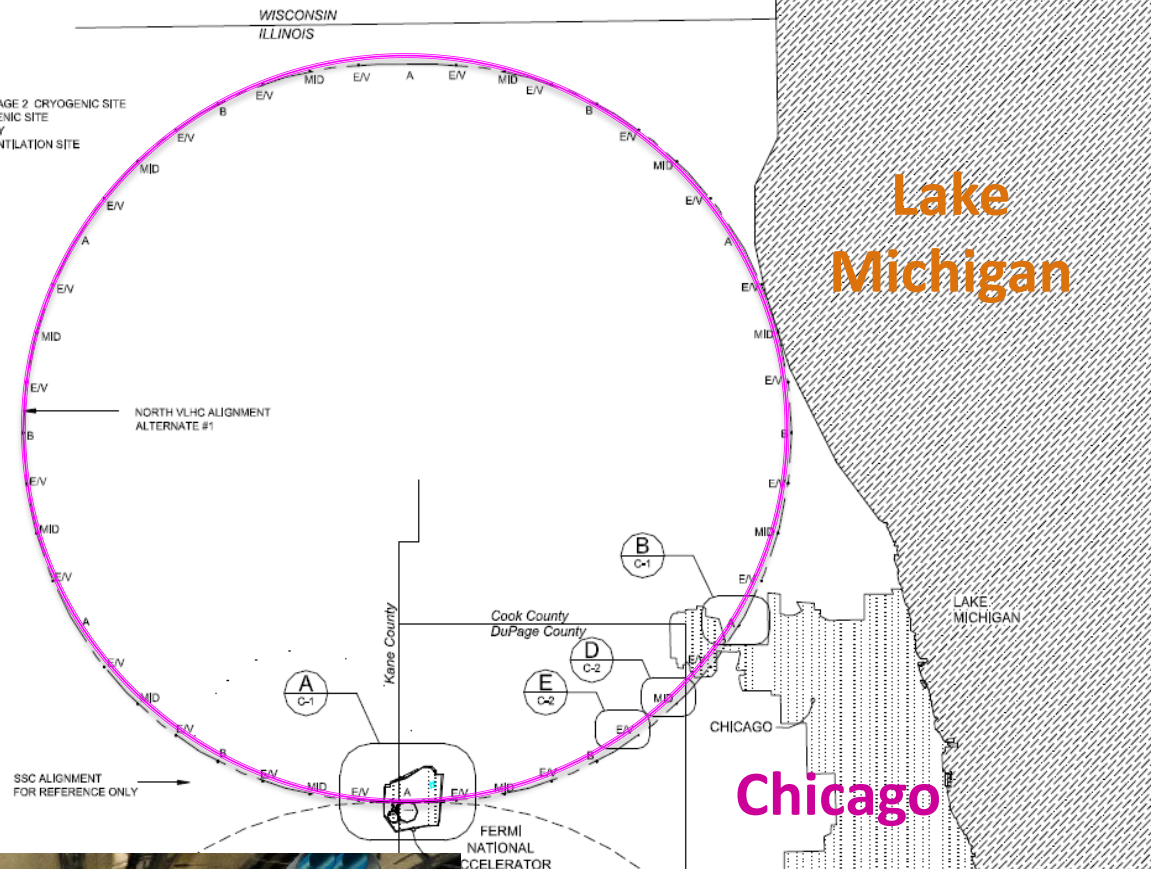 WISCONSIN
ILLINOIS
MID E/V A E/V MID
E/V E/V
AGE 2 CRYOGENIC SITE
ENIC SITE
Y
NTILATION SITE
B B
E/V E/V
MID MID
E/V E/V
A A
Lake
Michigan
E/V E/V
MID MID
E/V E/V
NORTH VLHC ALIGNMENT
ALTERNATE #1
B B
E/V E/V
MID MID
B
C-1
E/V E/V
LAKE
MICHIGAN
Kane County
Cook County
DuPage County
A A
D
C-2
E/V E/V
A
C-1
E
C-2
MID MID
CHICAGO
E/V E/V
B B
SSC ALIGNMENT
FOR REFERENCE ONLY
E/V E/V
MID E/V A E/V MID
Chicago
FERMI
NATIONAL
CCELERATOR